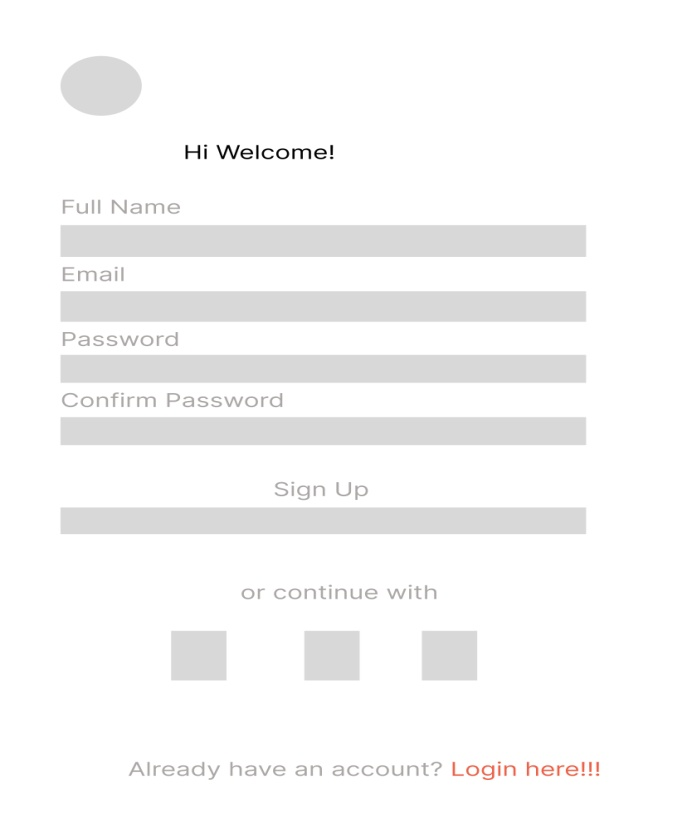 Hi Welcome!
Full Name
Email
Password
Confirm Password
Sign Up
or continue with
Already have an account? Login here!!!